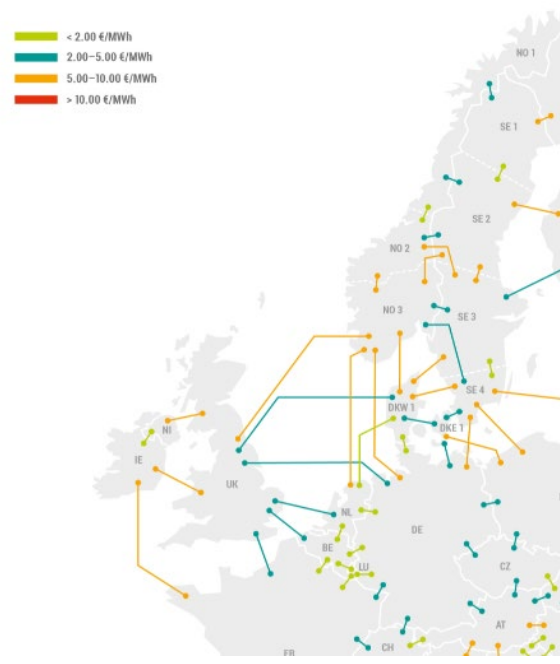 < 2.00 €/MWh
2.00–5.00 €/MWh
5.00–10.00 €/MWh
> 10.00 €/MWh
NO 1
SE 1
SE 2
NO 2
NO 3
SE 3
SE 4
DKW 1
DKE 1
NI
IE
UK
NL
DE
BE
LU
CZ
AT
CH
FR